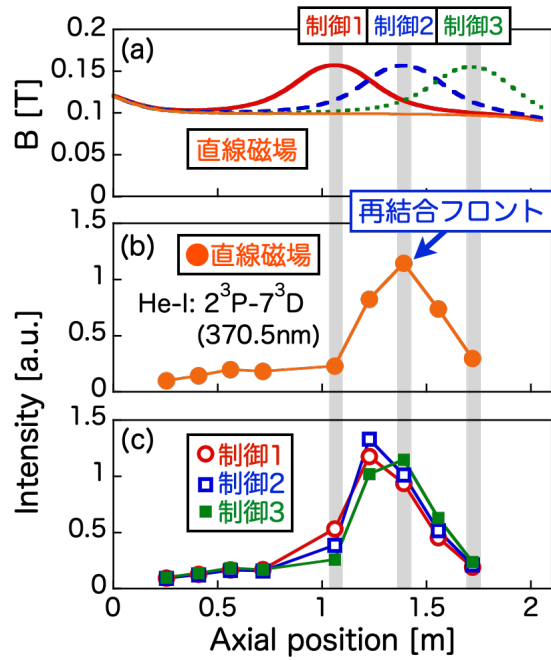 制御1 制御2 制御3
(a)
B [T]
0.2
0.15
0.1
0.05
0
直線磁場
再結合フロント
(b)
直線磁場
He-I: 2³P-7³D
(370.5nm)
1.5
1
0.5
0
Intensity [a.u.]
(c)
制御1
制御2
制御3
1.5
1
0.5
0
0 0.5 1 1.5 2
Axial position [m]